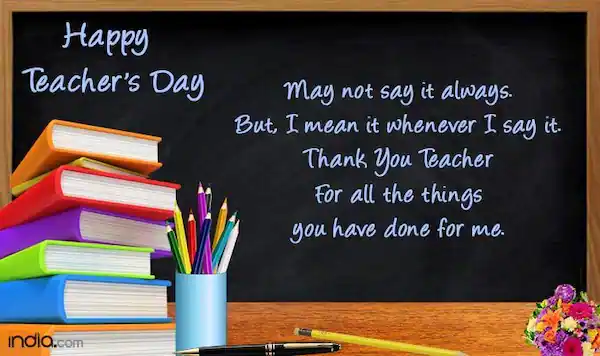 Happy
Teacher's Day
May not say it always.
But, I mean it whenever I say it.
Thank You Teacher
For all the things
you have done for me.
india.com